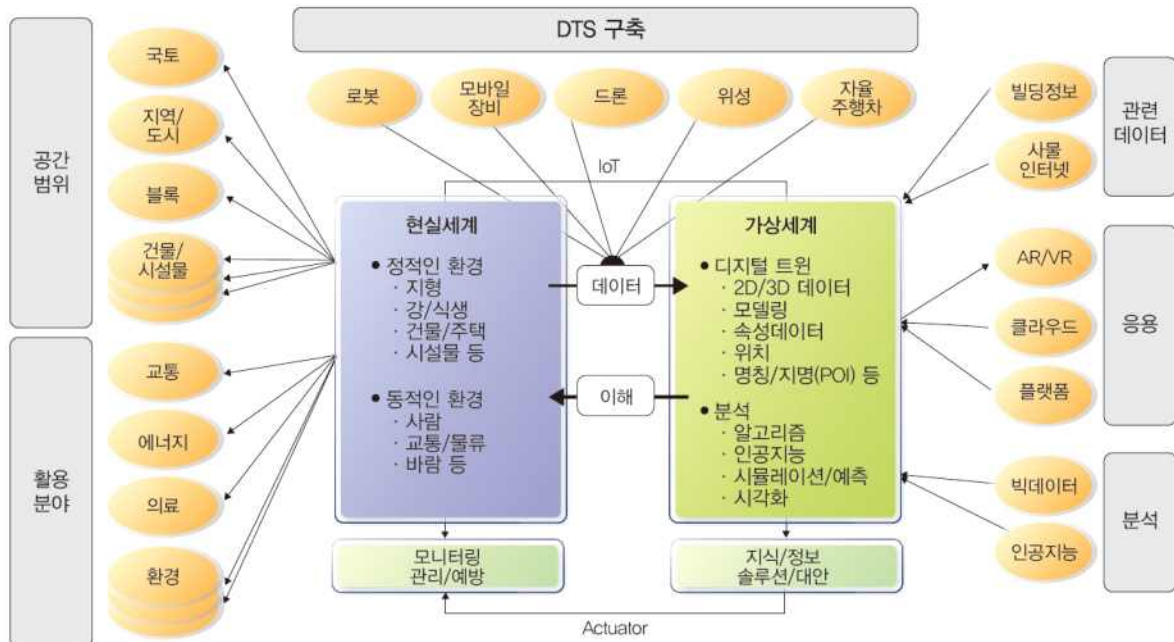 DTS 구축
공간
범위
국토
지역/
도시
블록
건물/
시설물
활용
분야
교통
에너지
의료
환경
로봇
모바일
장비
드론
위성
자율
주행차
IoT
현실세계
● 정적인 환경
· 지형
· 강/식생
· 건물/주택
· 시설물 등
● 동적인 환경
· 사람
· 교통/물류
· 바람 등
데이터
이해
가상세계
● 디지털 트윈
· 2D/3D 데이터
· 모델링
· 속성데이터
· 위치
· 명칭/지명(POI) 등
● 분석
· 알고리즘
· 인공지능
· 시뮬레이션/예측
· 시각화
모니터링
관리/예방
지식/정보
솔루션/대안
Actuator
빌딩정보
사물
인터넷
관련
데이터
AR/VR
클라우드
플랫폼
응용
빅데이터
인공지능
분석